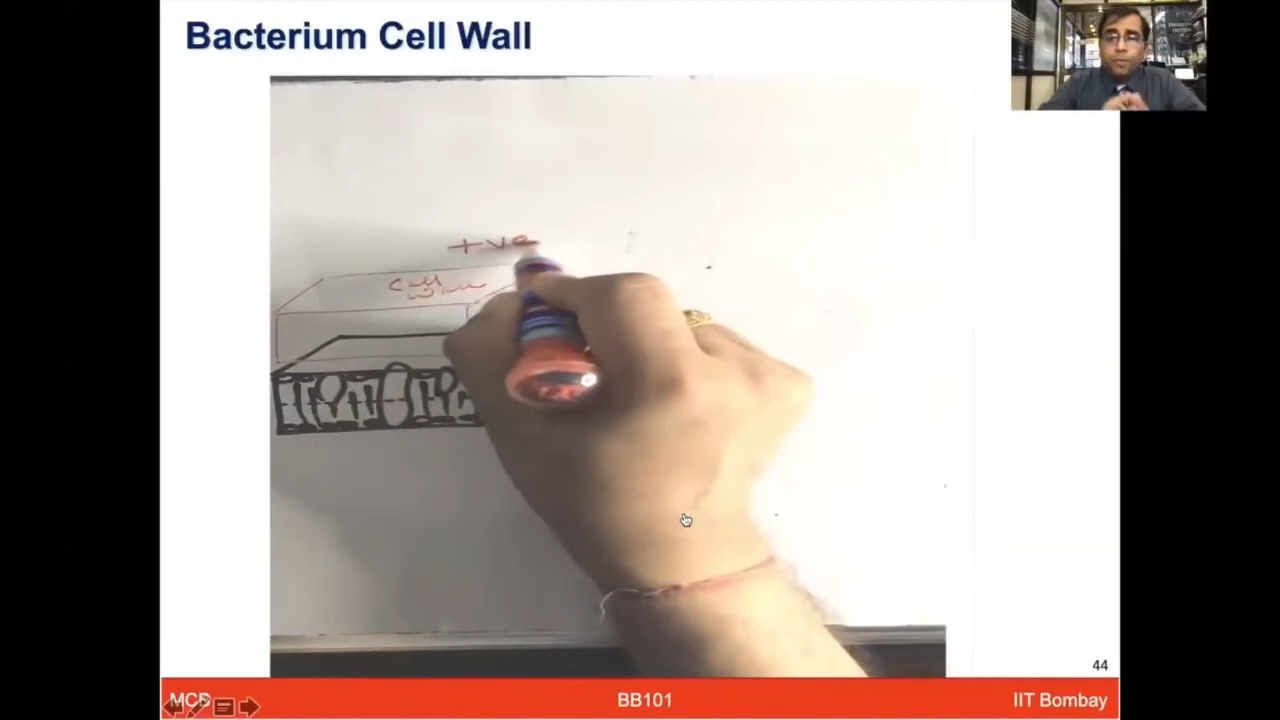 Bacterium Cell Wall
+ve
Cell
Wall
44
MCB
BB101
IIT Bombay